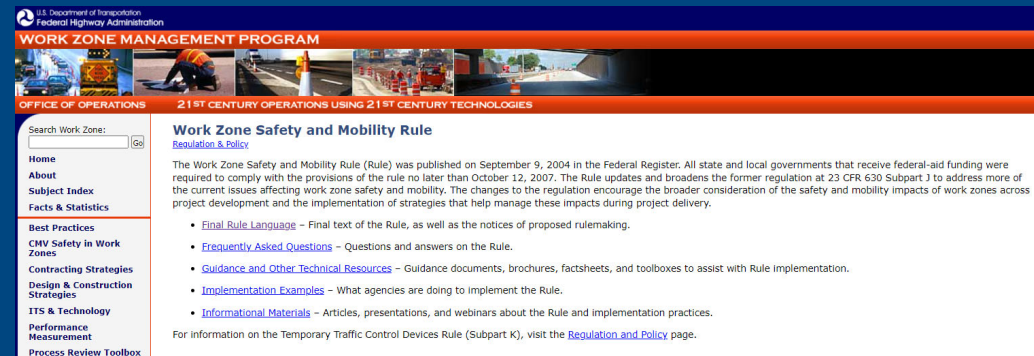 U.S. Department of Transportation
Federal Highway Administration
WORK ZONE MANAGEMENT PROGRAM
OFFICE OF OPERATIONS 21ST CENTURY OPERATIONS USING 21ST CENTURY TECHNOLOGIES
Search Work Zone:
Go
Home
About
Subject Index
Facts & Statistics
Best Practices
CMV Safety in Work
Zones
Contracting Strategies
Design & Construction
Strategies
ITS & Technology
Performance
Measurement
Process Review Toolbox
Work Zone Safety and Mobility Rule
Regulation & Policy
The Work Zone Safety and Mobility Rule (Rule) was published on September 9, 2004 in the Federal Register. All state and local governments that receive federal-aid funding were
required to comply with the provisions of the rule no later than October 12, 2007. The Rule updates and broadens the former regulation at 23 CFR 630 Subpart J to address more of
the current issues affecting work zone safety and mobility. The changes to the regulation encourage the broader consideration of the safety and mobility impacts of work zones across
project development and the implementation of strategies that help manage these impacts during project delivery.
• Final Rule Language – Final text of the Rule, as well as the notices of proposed rulemaking.
• Frequently Asked Questions – Questions and answers on the Rule.
• Guidance and Other Technical Resources – Guidance documents, brochures, factsheets, and toolboxes to assist with Rule implementation.
• Implementation Examples – What agencies are doing to implement the Rule.
• Informational Materials – Articles, presentations, and webinars about the Rule and implementation practices.
For information on the Temporary Traffic Control Devices Rule (Subpart K), visit the Regulation and Policy page.